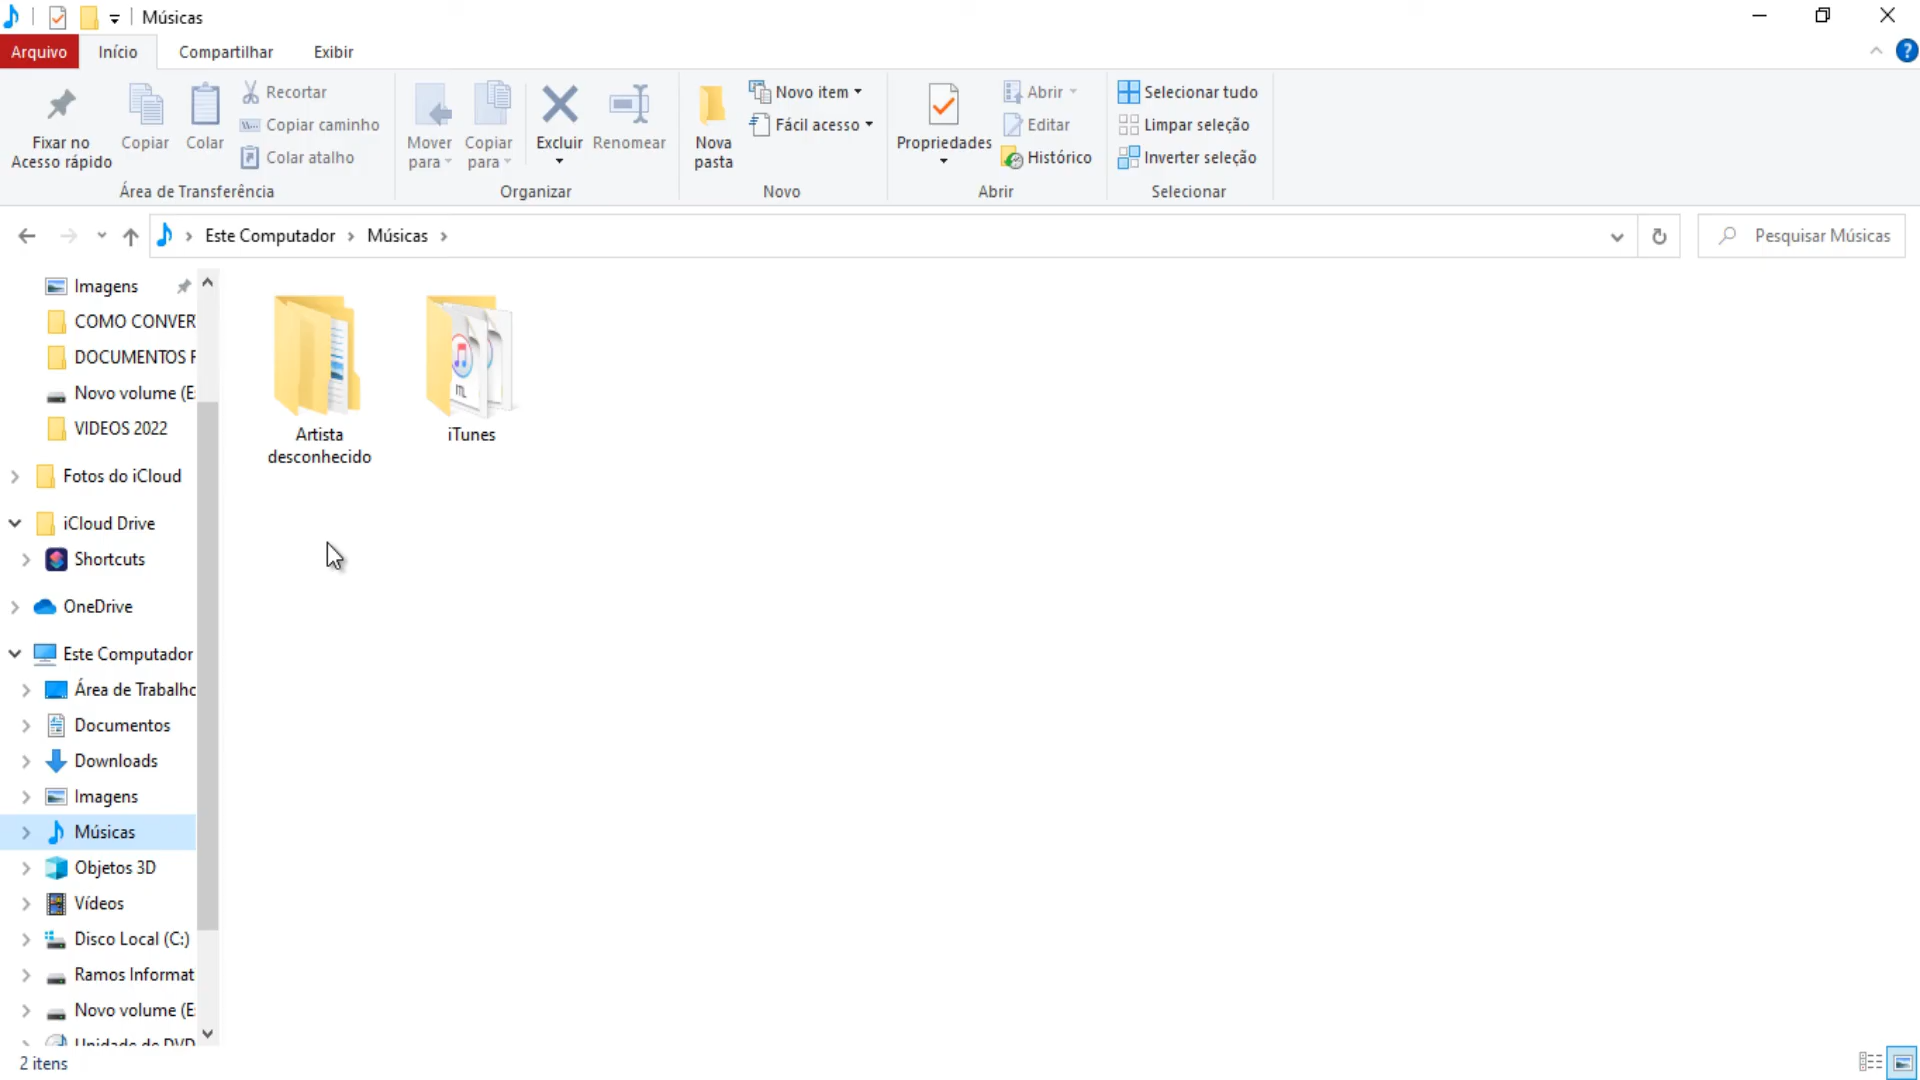 Músicas
Arquivo
Início
Compartilhar
Exibir
Fixar no
Acesso rápido
Copiar
Colar
Recortar
Copiar caminho
Colar atalho
Área de Transferência
Mover
para
Copiar
para
Excluir
Renomear
Organizar
Nova
pasta
Novo item
Fácil acesso
Novo
Propriedades
Abrir
Editar
Histórico
Abrir
Selecionar tudo
Limpar seleção
Inverter seleção
Selecionar
Este Computador
Músicas
Pesquisar Músicas
Imagens
COMO CONVER
DOCUMENTOS F
Novo volume (E
VIDEOS 2022
Fotos do iCloud
iCloud Drive
Shortcuts
OneDrive
Este Computador
Área de Trabalho
Documentos
Downloads
Imagens
Músicas
Objetos 3D
Vídeos
Disco Local (C:)
Ramos Informat
Novo volume (E
Unidade de DVD
Artista
desconhecido
ITL
iTunes
2 itens